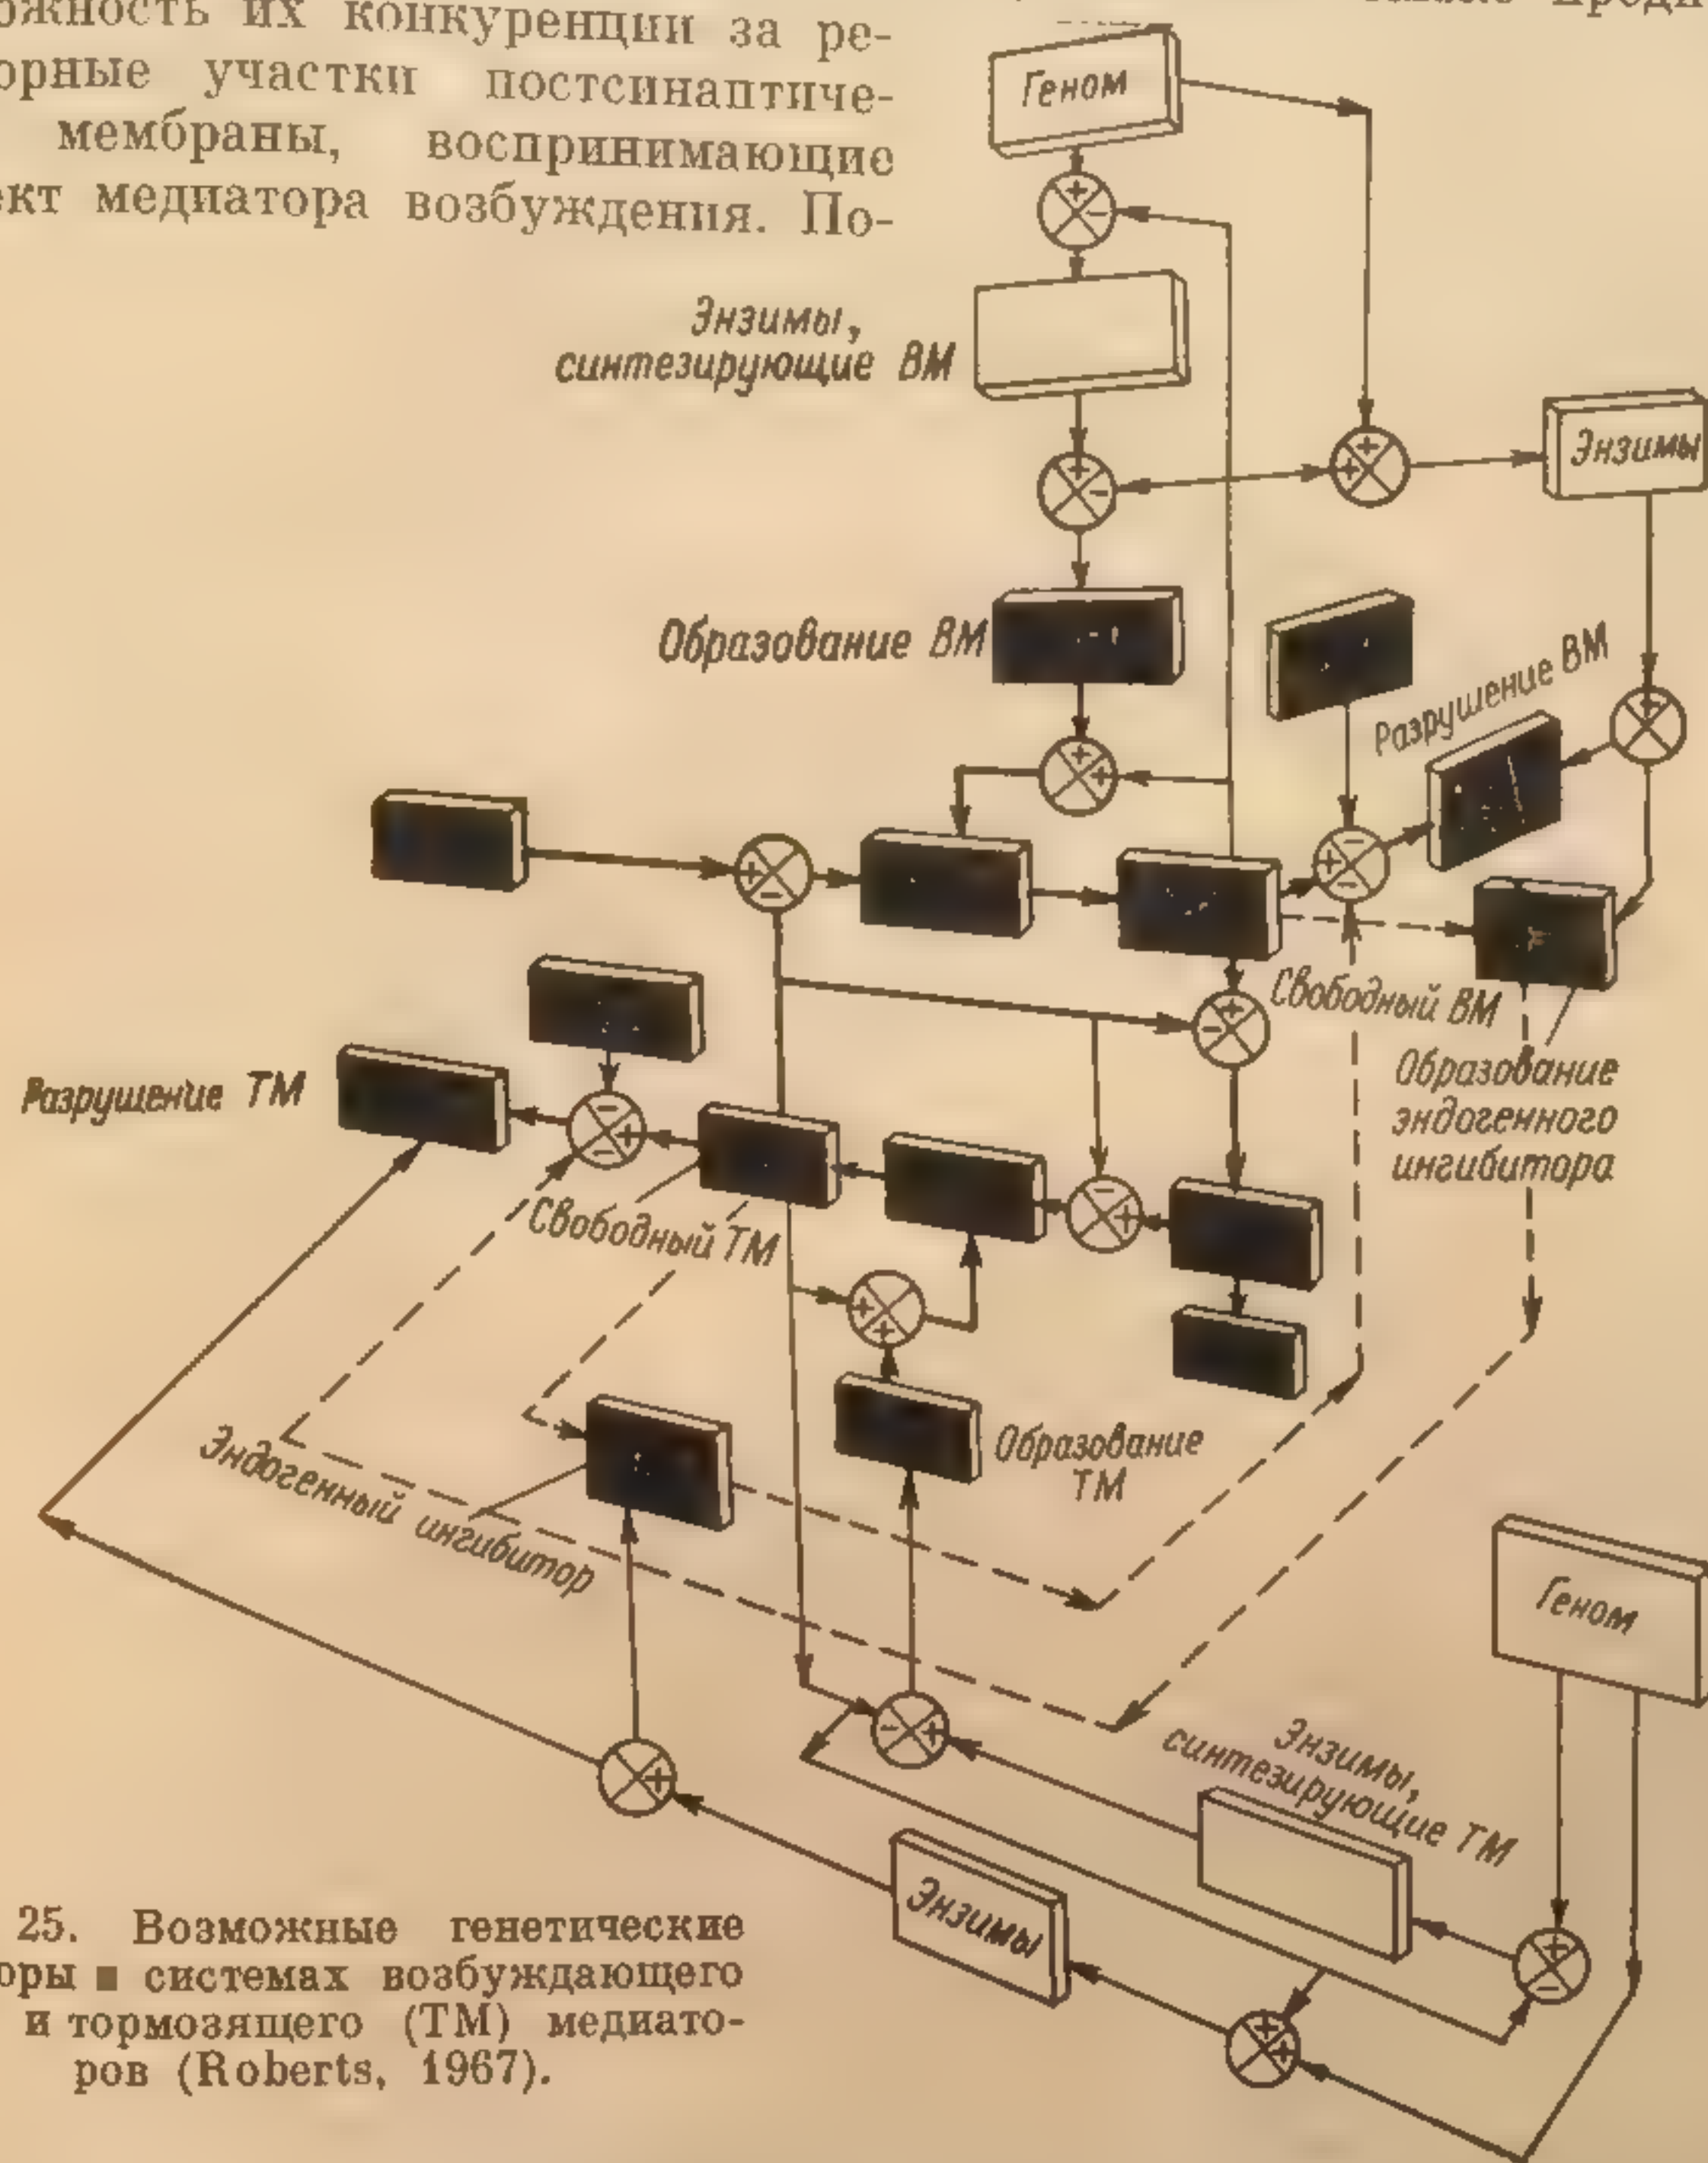 ожность их конкуренции за ре-
орные участки постсинаптиче-
мембраны, воспринимающие
ект медиатора возбуждения. По-
Геном
Энзимы,
синтезирующие ВМ
Энзимы
Образование ВМ
Разрушение ВМ
Свободный ВМ
Образование
эндогенного
ингибитора
Разрушение ТМ
Свободный ТМ
Образование
ТМ
Эндогенный ингибитор
Геном
Энзимы,
синтезирующие ТМ
Энзимы
25. Возможные генетические
оры системах возбуждающего
и тормозящего (ТМ) медиато-
ров (Roberts, 1967).